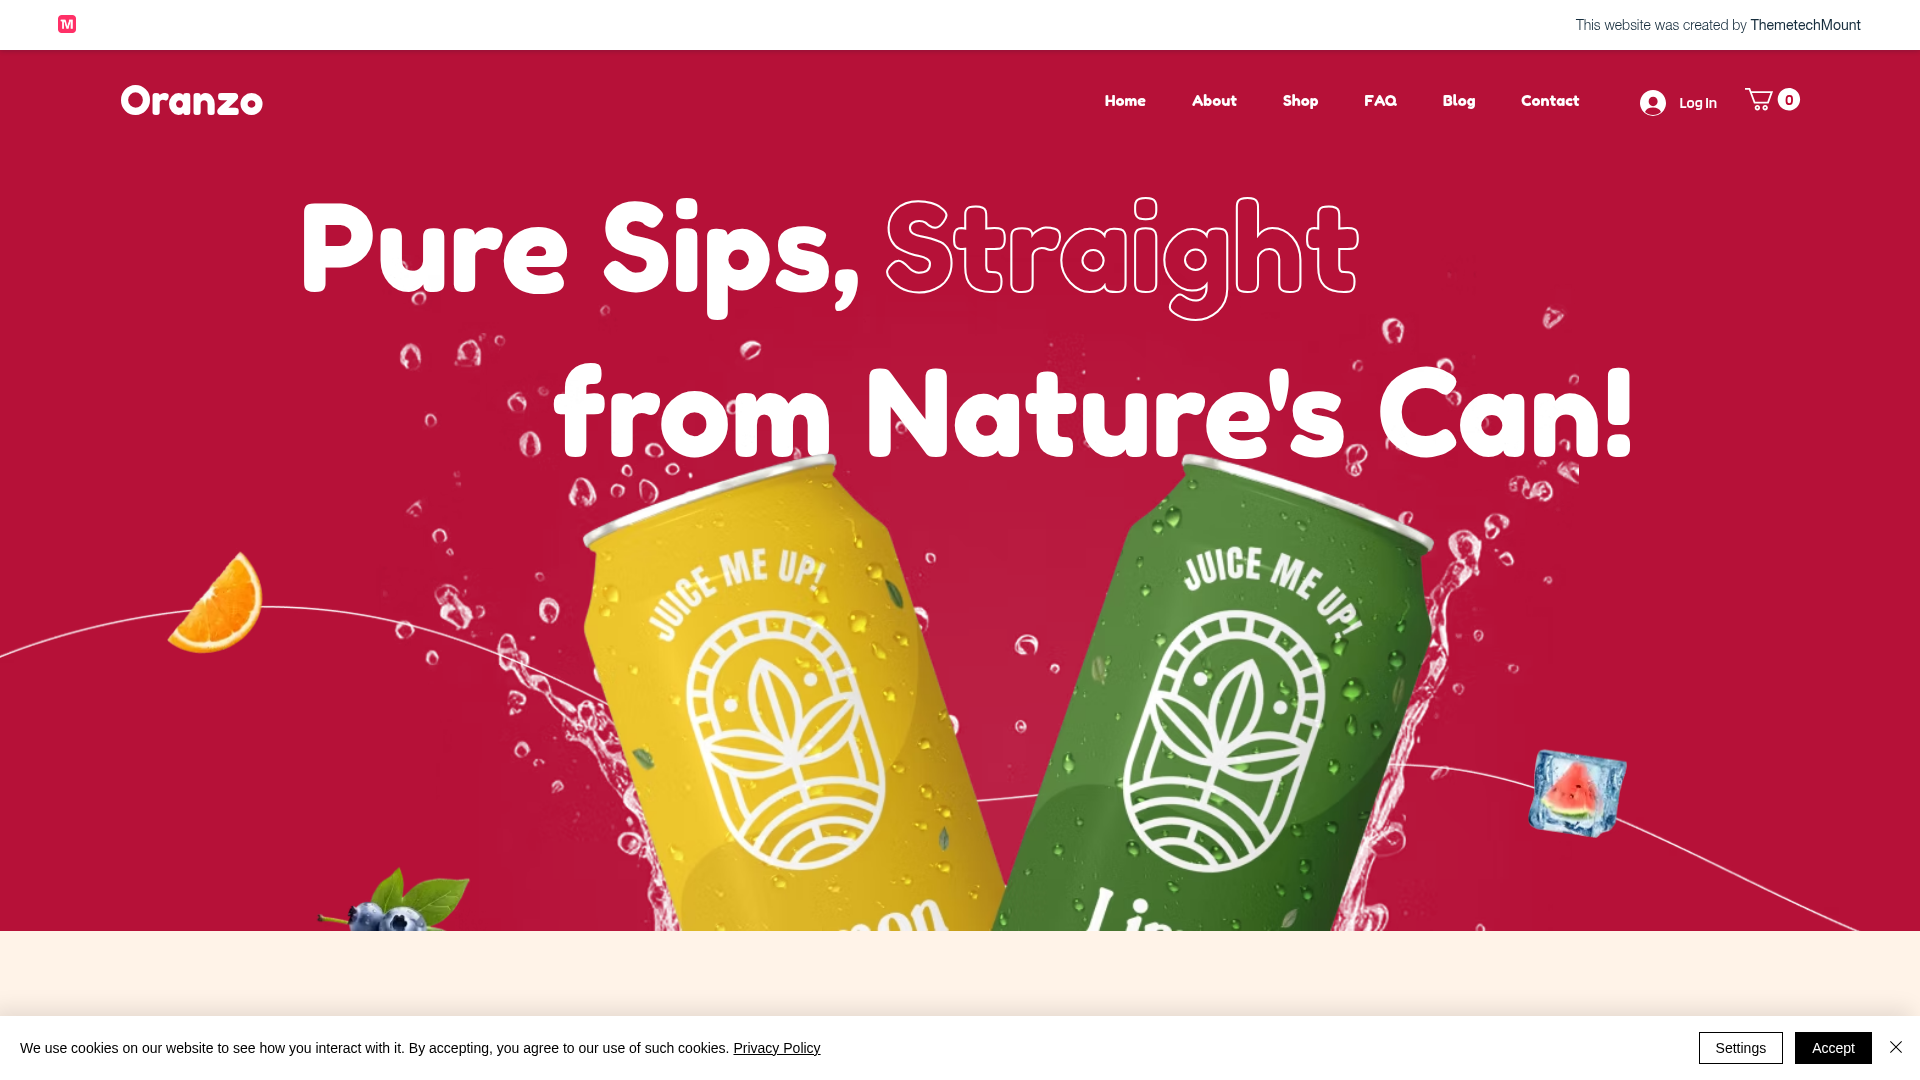 TM
This website was created by ThemetechMount
Oranzo
Home
About
Shop
FAQ
Blog
Contact
Log In
0
Pure Sips, Straight
from Nature's Can!
JUICE ME UP!
JUICE ME UP!
We use cookies on our website to see how you interact with it. By accepting, you agree to our use of such cookies. Privacy Policy
Settings
Accept